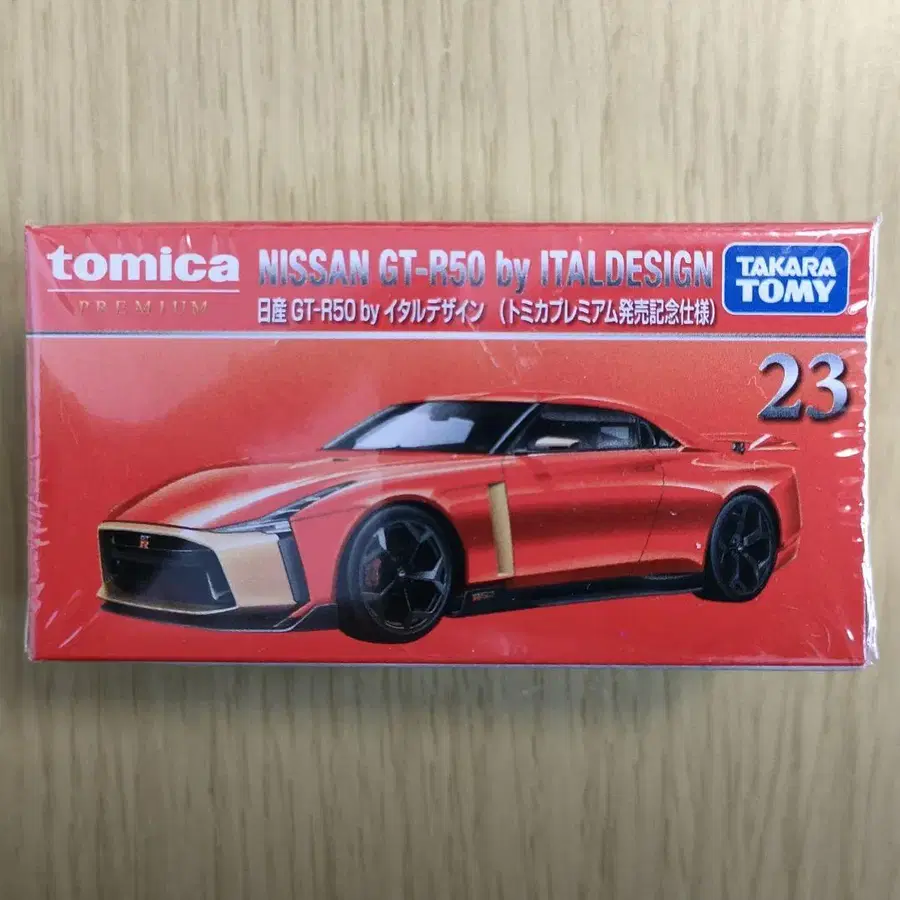 tomica
PREMIUM
NISSAN GT-R50 by ITALDESIGN
日産 GT-R50 by イタルデザイン (トミカプレミアム発売記念仕様)
TAKARA
TOMY
23